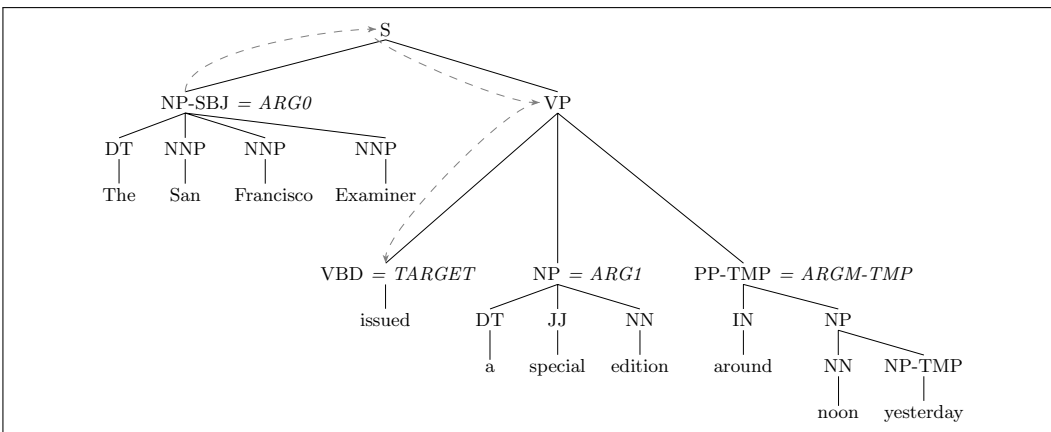 S
NP-SBJ = ARG0 VP
DT NNP NNP NNP
The San Francisco Examiner
VBD = TARGET NP = ARG1 PP-TMP = ARGM-TMP
issued DT JJ NN IN NP
a special edition around NN NP-TMP
noon yesterday